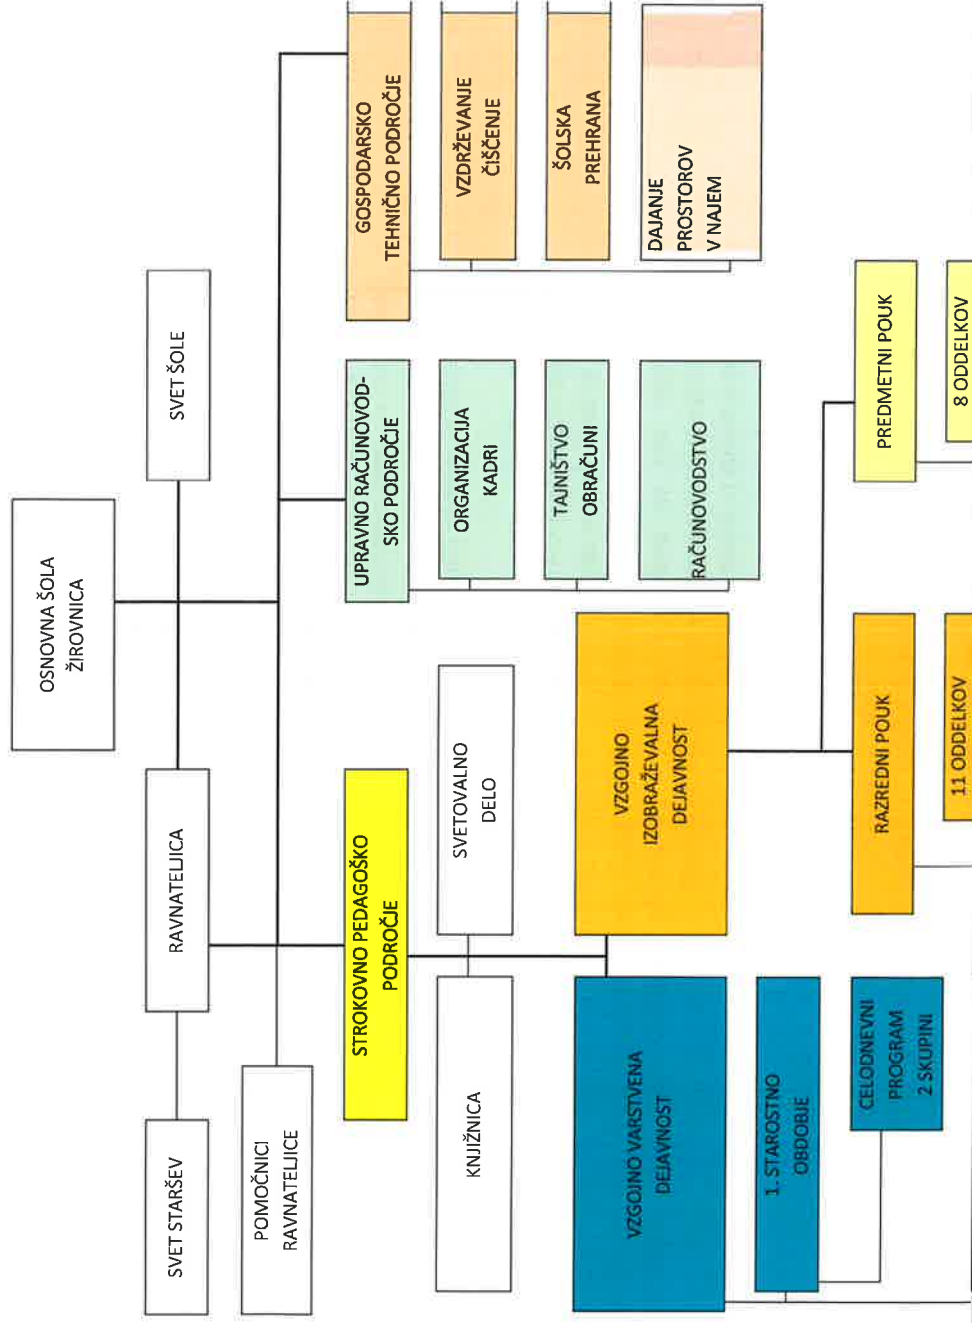 OSNOVNA ŠOLA
ŽIROVNICA
SVET STARŠEV
RAVNATELJICA
SVET ŠOLE
POMOČNICI
RAVNATELJICE
STROKOVNO PEDAGOŠKO
PODROČJE
UPRAVNO RAČUNOVOD-
SKO PODROČJE
GOSPODARSKO
TEHNIČNO PODROČJE
KNJIŽNICA
SVETOVALNO
DELO
ORGANIZACIJA
KADRI
VZDRŽEVANJE
ČIŠČENJE
TAJNIŠTVO
OBRAČUNI
ŠOLSKA
PREHRANA
VZGOJNO VARSTVENA
DEJAVNOST
VZGOJNO
IZOBRAŽEVALNA
DEJAVNOST
RAČUNOVODSTVO
DAJANJE
PROSTOROV
V NAJEM
1. STAROSTNO
OBDOBJE
CELODNEVNI
PROGRAM
2 SKUPINI
RAZREDNI POUK
PREDMETNI POUK
11 ODDELKOV
8 ODDELKOV